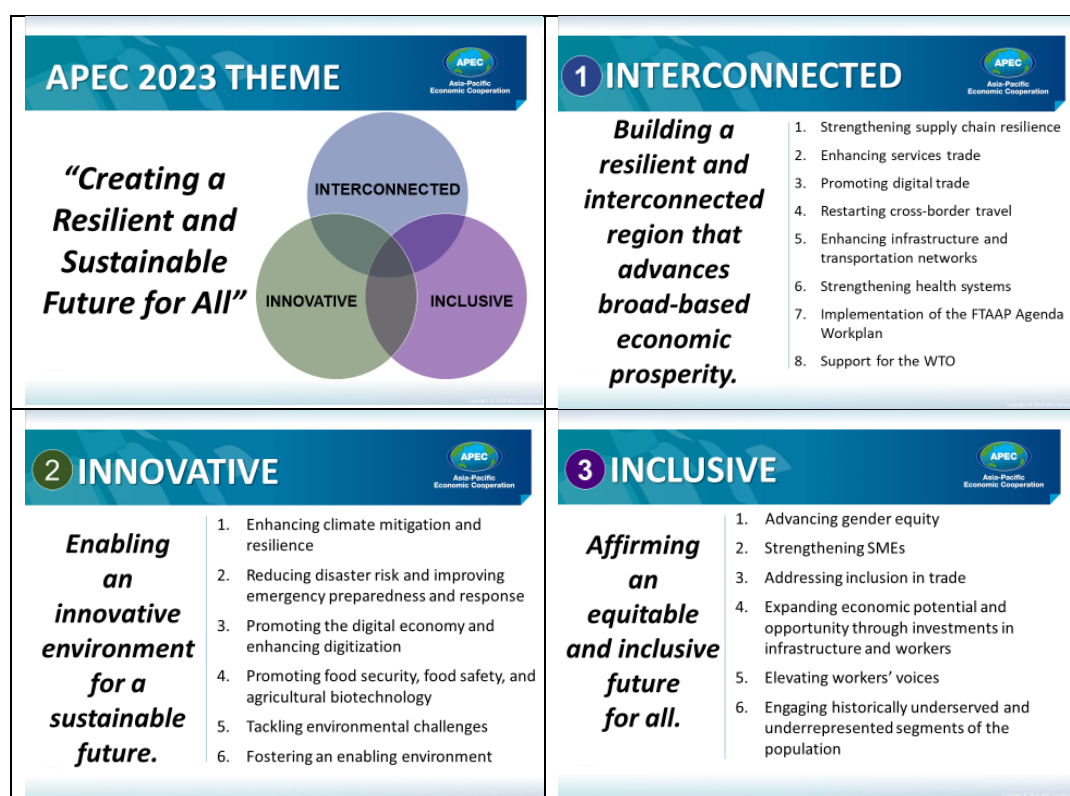 APEC 2023 THEME
APEC
Asia-Pacific
Economic Cooperation
“Creating a
Resilient and
Sustainable
Future for All”
INTERCONNECTED
INNOVATIVE
INCLUSIVE
1 INTERCONNECTED
APEC
Asia-Pacific
Economic Cooperation
Building a
resilient and
interconnected
region that
advances
broad-based
economic
prosperity.
1. Strengthening supply chain resilience
2. Enhancing services trade
3. Promoting digital trade
4. Restarting cross-border travel
5. Enhancing infrastructure and
transportation networks
6. Strengthening health systems
7. Implementation of the FTAAP Agenda
Workplan
8. Support for the WTO
2 INNOVATIVE
APEC
Asia-Pacific
Economic Cooperation
Enabling
an
innovative
environment
for a
sustainable
future.
1. Enhancing climate mitigation and
resilience
2. Reducing disaster risk and improving
emergency preparedness and response
3. Promoting the digital economy and
enhancing digitization
4. Promoting food security, food safety, and
agricultural biotechnology
5. Tackling environmental challenges
6. Fostering an enabling environment
3 INCLUSIVE
APEC
Asia-Pacific
Economic Cooperation
Affirming
an
equitable
and inclusive
future
for all.
1. Advancing gender equity
2. Strengthening SMEs
3. Addressing inclusion in trade
4. Expanding economic potential and
opportunity through investments in
infrastructure and workers
5. Elevating workers’ voices
6. Engaging historically underserved and
underrepresented segments of the
population